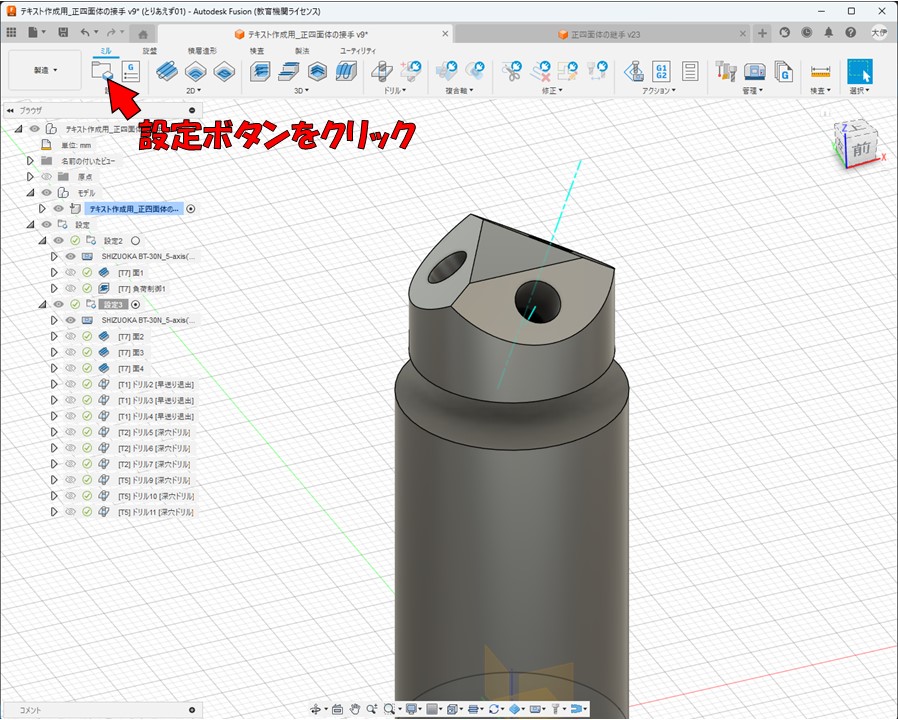 テキスト作成用_正四面体の接手 v9* (とりあえず01) - Autodesk Fusion (教育機関ライセンス)
テキスト作成用_正四面体の接手 v9*
正四面体の継手 v23
大伊
ミル 旋盤 積層造形 検査 製法 ユーティリティ
製造
2D 3D ドリル 複合軸 修正 アクション 管理 検査 選択
G1
G2
設定ボタンをクリック
ブラウザ
テキスト作成用_正四面体
単位: mm
名前の付いたビュー
原点
モデル
テキスト作成用_正四面体の...
設定
設定2
SHIZUOKA BT-30N_5-axis(...
[T7] 面1
[T7] 負荷制御1
設定3
SHIZUOKA BT-30N_5-axis(...
[T7] 面2
[T7] 面3
[T7] 面4
[T1] ドリル2 [早送り退出]
[T1] ドリル3 [早送り退出]
[T1] ドリル4 [早送り退出]
[T2] ドリル5 [深穴ドリル]
[T2] ドリル6 [深穴ドリル]
[T2] ドリル7 [深穴ドリル]
[T5] ドリル9 [深穴ドリル]
[T5] ドリル10 [深穴ドリル]
[T5] ドリル11 [深穴ドリル]
Z
前
X
コメント